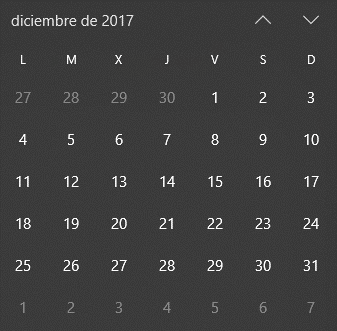 diciembre de 2017
L M X J V S D
27 28 29 30 1 2 3
4 5 6 7 8 9 10
11 12 13 14 15 16 17
18 19 20 21 22 23 24
25 26 27 28 29 30 31
1 2 3 4 5 6 7